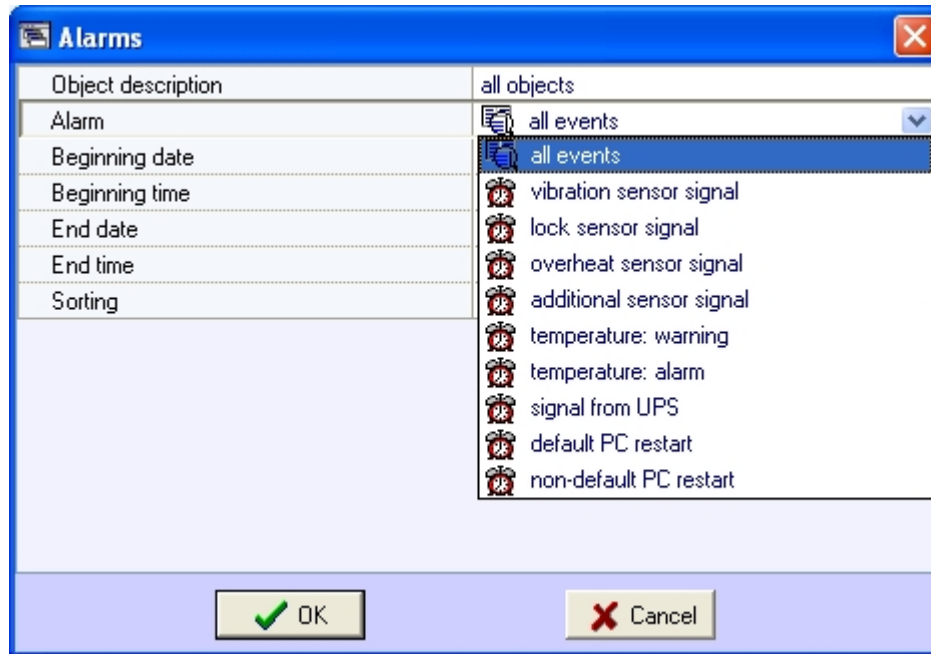 Alarms
Object description all objects
Alarm all events
Beginning date all events
Beginning time vibration sensor signal
End date lock sensor signal
End time overheat sensor signal
Sorting additional sensor signal
temperature: warning
temperature: alarm
signal from UPS
default PC restart
non-default PC restart
OK Cancel